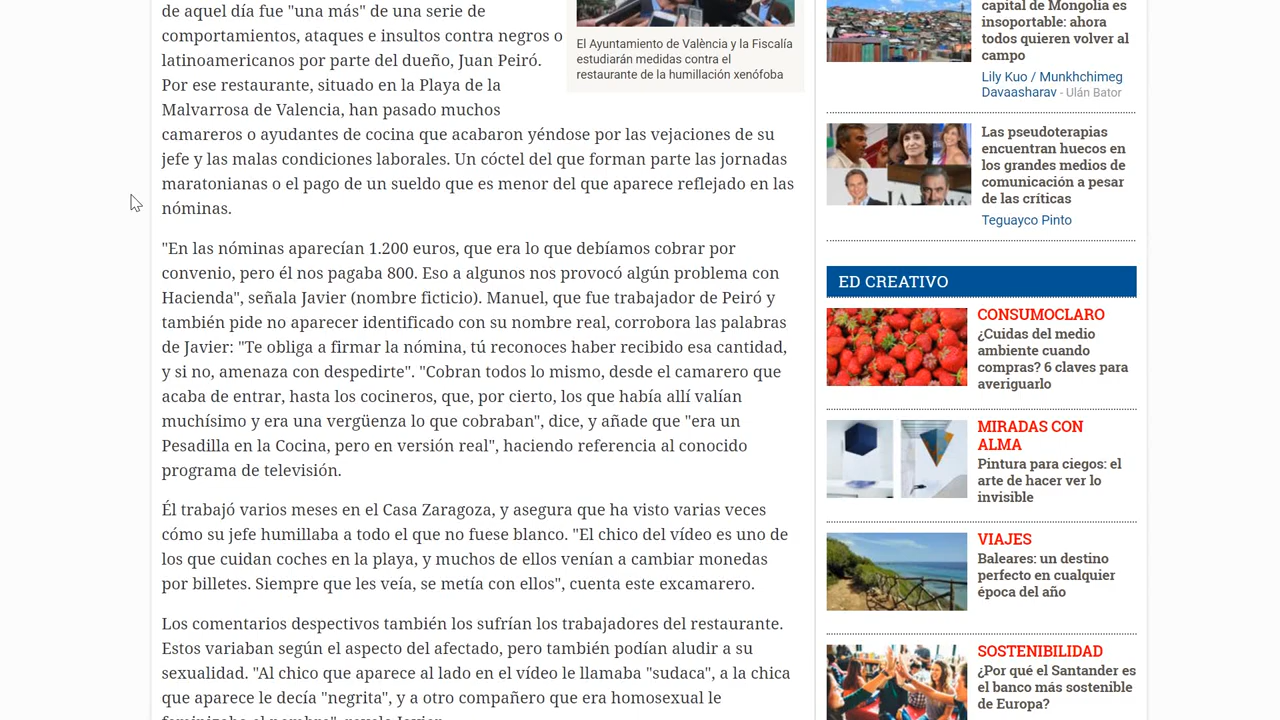 de aquel día fue "una más" de una serie de
comportamientos, ataques e insultos contra negros o
latinoamericanos por parte del dueño, Juan Peiró.
Por ese restaurante, situado en la Playa de la
Malvarrosa de Valencia, han pasado muchos
camareros o ayudantes de cocina que acabaron yéndose por las vejaciones de su
jefe y las malas condiciones laborales. Un cóctel del que forman parte las jornadas
maratonianas o el pago de un sueldo que es menor del que aparece reflejado en las
nóminas.
"En las nóminas aparecían 1.200 euros, que era lo que debíamos cobrar por
convenio, pero él nos pagaba 800. Eso a algunos nos provocó algún problema con
Hacienda", señala Javier (nombre ficticio). Manuel, que fue trabajador de Peiró y
también pide no aparecer identificado con su nombre real, corrobora las palabras
de Javier: "Te obliga a firmar la nómina, tú reconoces haber recibido esa cantidad,
y si no, amenaza con despedirte". "Cobran todos lo mismo, desde el camarero que
acaba de entrar, hasta los cocineros, que, por cierto, los que había allí valían
muchísimo y era una vergüenza lo que cobraban", dice, y añade que "era un
Pesadilla en la Cocina, pero en versión real", haciendo referencia al conocido
programa de televisión.
Él trabajó varios meses en el Casa Zaragoza, y asegura que ha visto varias veces
cómo su jefe humillaba a todo el que no fuese blanco. "El chico del vídeo es uno de
los que cuidan coches en la playa, y muchos de ellos venían a cambiar monedas
por billetes. Siempre que les veía, se metía con ellos", cuenta este excamarero.
Los comentarios despectivos también los sufrían los trabajadores del restaurante.
Estos variaban según el aspecto del afectado, pero también podían aludir a su
sexualidad. "Al chico que aparece al lado en el vídeo le llamaba "sudaca", a la chica
que aparece le decía "negrita", y a otro compañero que era homosexual le
feminizaba el nombre", revela Javier.
El Ayuntamiento de València y la Fiscalía
estudiarán medidas contra el
restaurante de la humillación xenófoba
capital de Mongolia es
insoportable: ahora
todos quieren volver al
campo
Lily Kuo / Munkhchimeg
Davaasharav - Ulán Bator
Las pseudoterapias
encuentran huecos en
los grandes medios de
comunicación a pesar
de las críticas
Teguayco Pinto
ED CREATIVO
CONSUMOCLARO
¿Cuidas del medio
ambiente cuando
compras? 6 claves para
averiguarlo
MIRADAS CON
ALMA
Pintura para ciegos: el
arte de hacer ver lo
invisible
VIAJES
Baleares: un destino
perfecto en cualquier
época del año
SOSTENIBILIDAD
¿Por qué el Santander es
el banco más sostenible
de Europa?